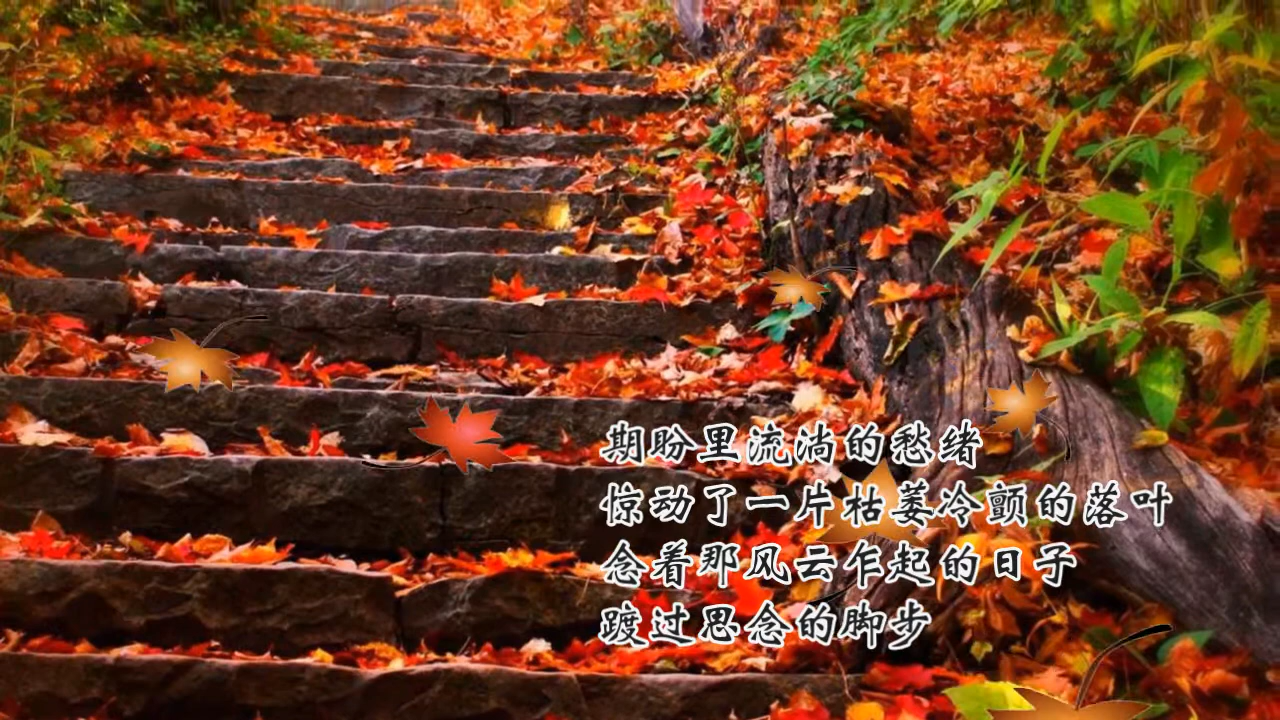 期盼里流淌的愁绪
惊动了一片枯萎冷颤的落叶
念着那风云乍起的日子
踱过思念的脚步